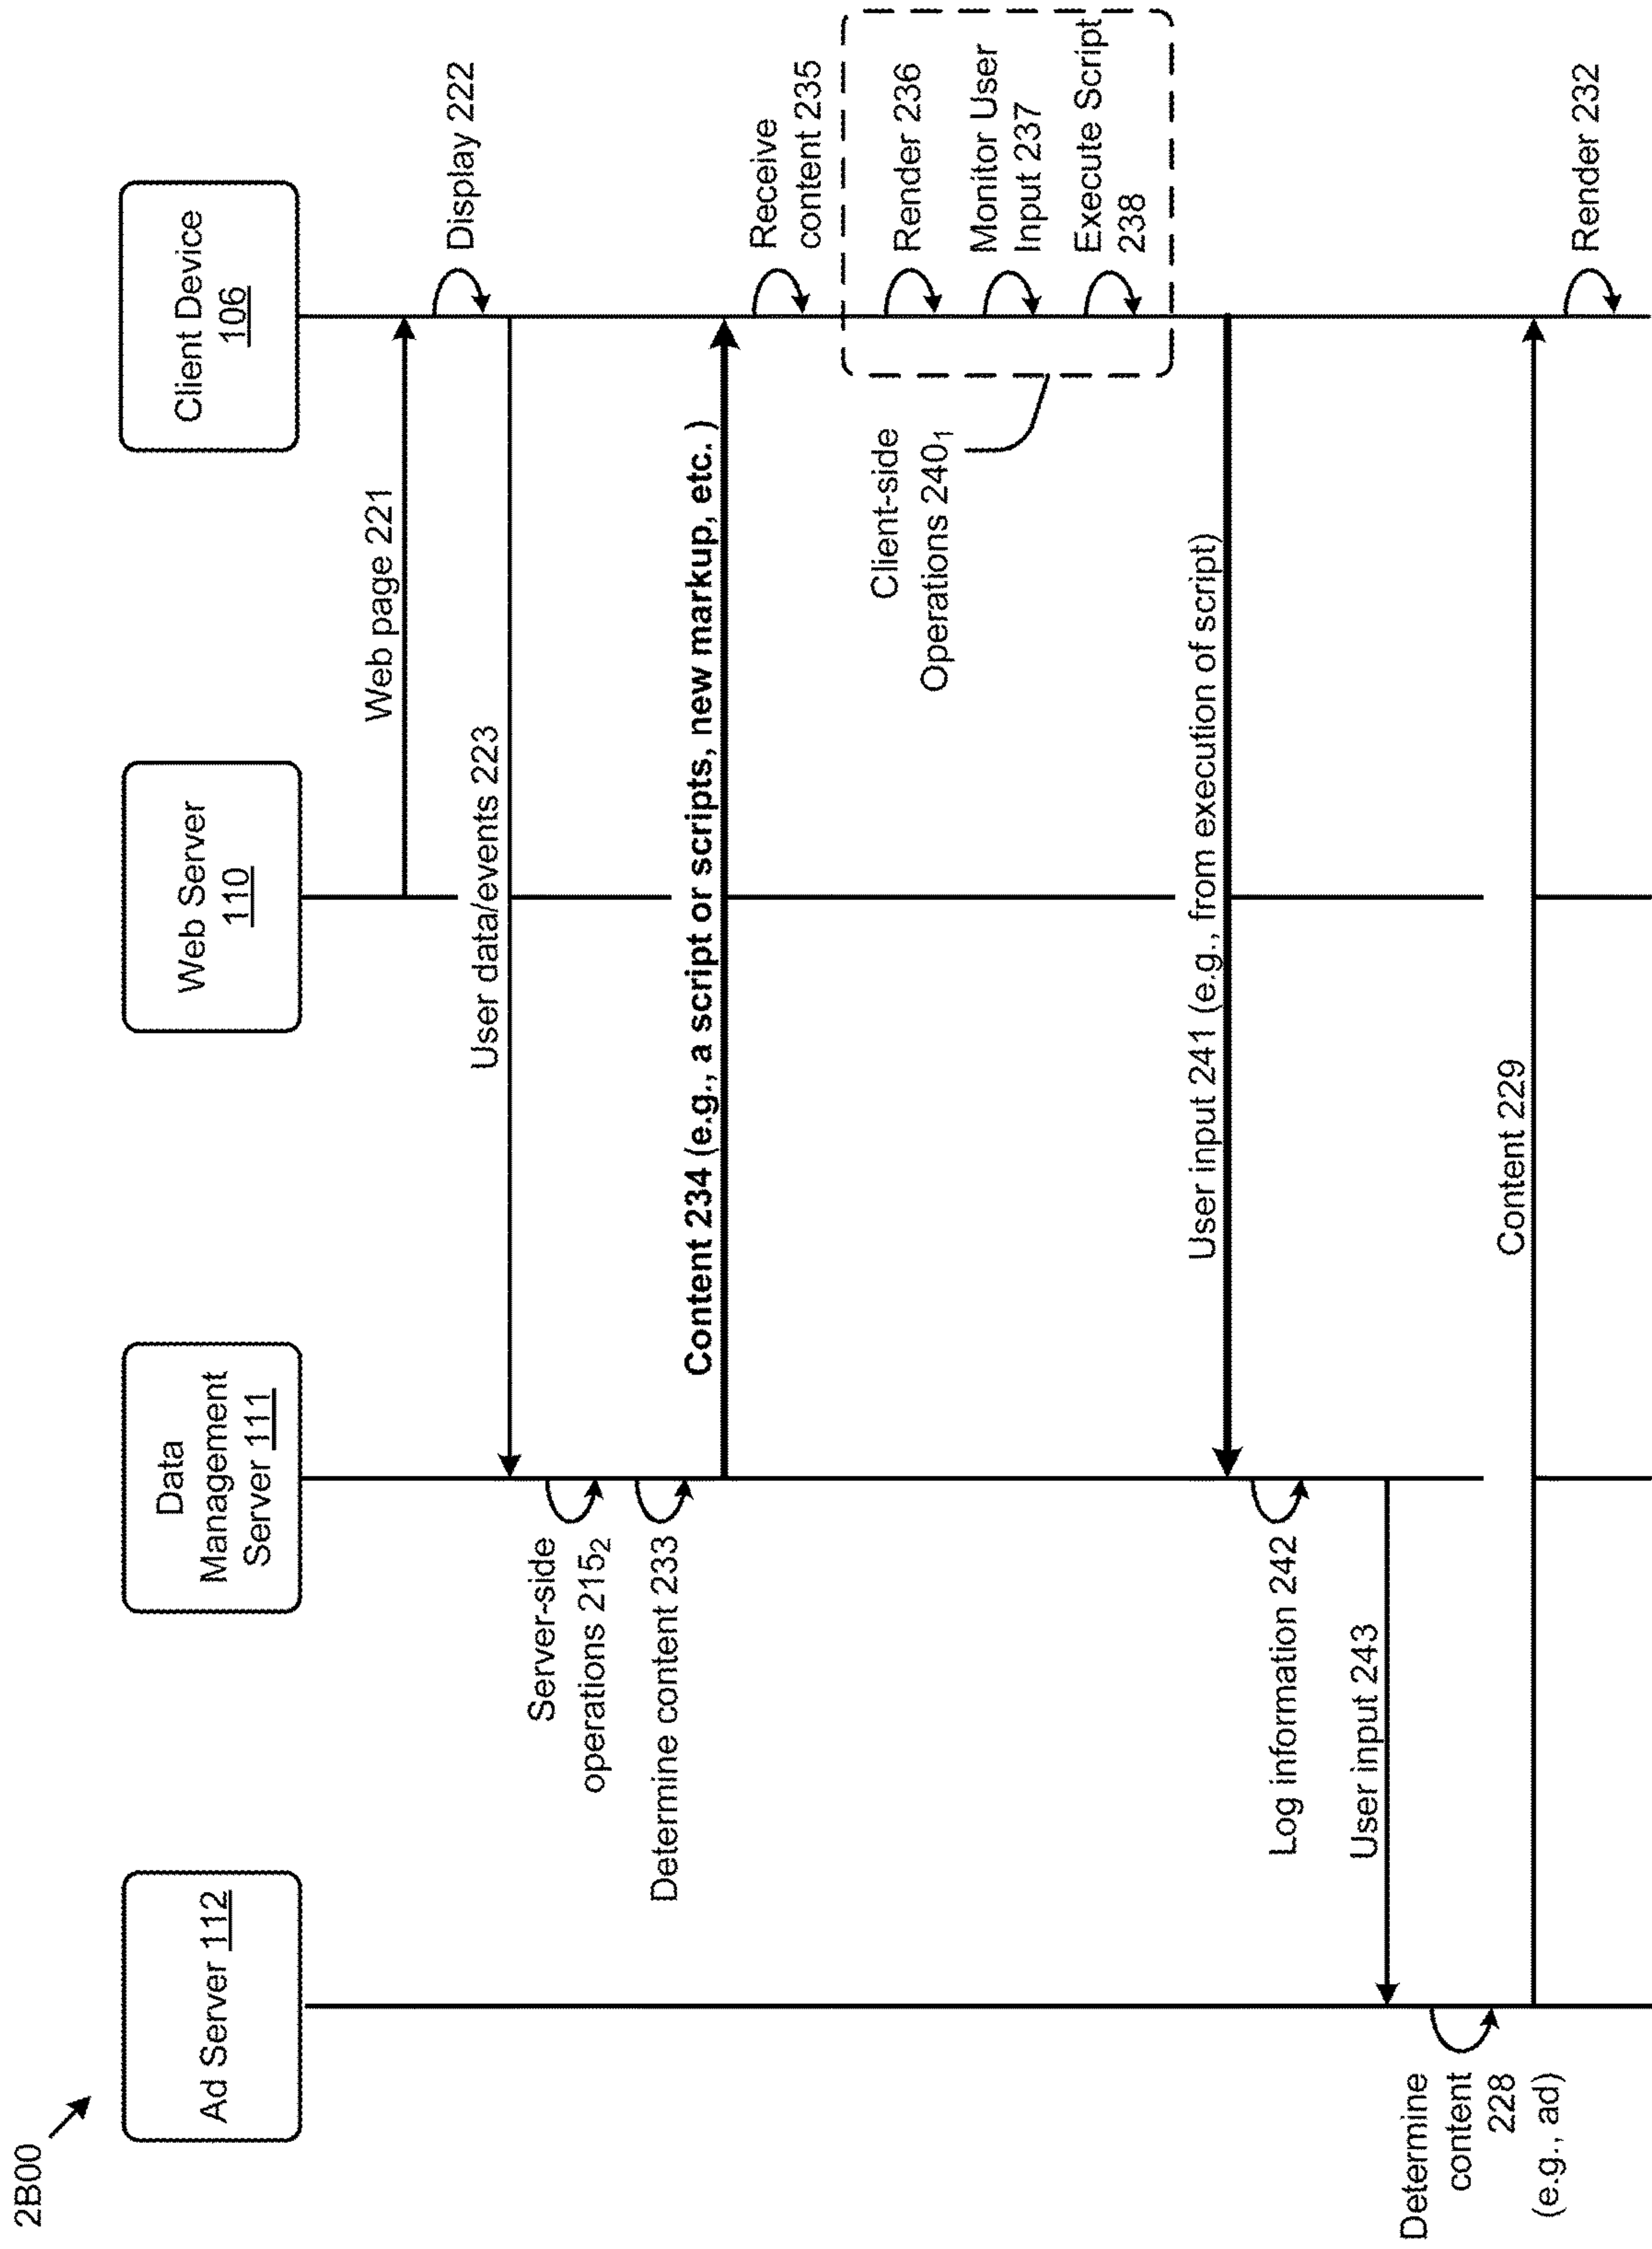 2B00
Ad Server 112
Data
Management
Server 111
Web Server
110
Client Device
106
Web page 221
Display 222
User data/events 223
Server-side
operations 215₂
Determine content 233
Content 234 (e.g., a script or scripts, new markup, etc. )
Receive
content 235
Client-side
Operations 240₁
Render 236
Monitor User
Input 237
Execute Script
238
User input 241 (e.g., from execution of script)
Log information 242
User input 243
Determine
content
228
(e.g., ad)
Content 229
Render 232